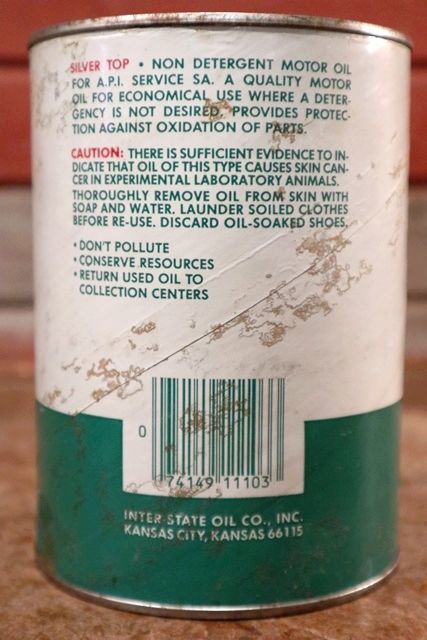 SILVER TOP • NON DETERGENT MOTOR OIL
FOR A.P.I. SERVICE SA. A QUALITY MOTOR
OIL FOR ECONOMICAL USE WHERE A DETER-
GENCY IS NOT DESIRED, PROVIDES PROTEC-
TION AGAINST OXIDATION OF PARTS.
CAUTION: THERE IS SUFFICIENT EVIDENCE TO IN-
DICATE THAT OIL OF THIS TYPE CAUSES SKIN CAN-
CER IN EXPERIMENTAL LABORATORY ANIMALS.
THOROUGHLY REMOVE OIL FROM SKIN WITH
SOAP AND WATER. LAUNDER SOILED CLOTHES
BEFORE RE-USE. DISCARD OIL-SOAKED SHOES.
• DON'T POLLUTE
• CONSERVE RESOURCES
• RETURN USED OIL TO
COLLECTION CENTERS
0 74149 11103
INTER-STATE OIL CO., INC.
KANSAS CITY, KANSAS 66115